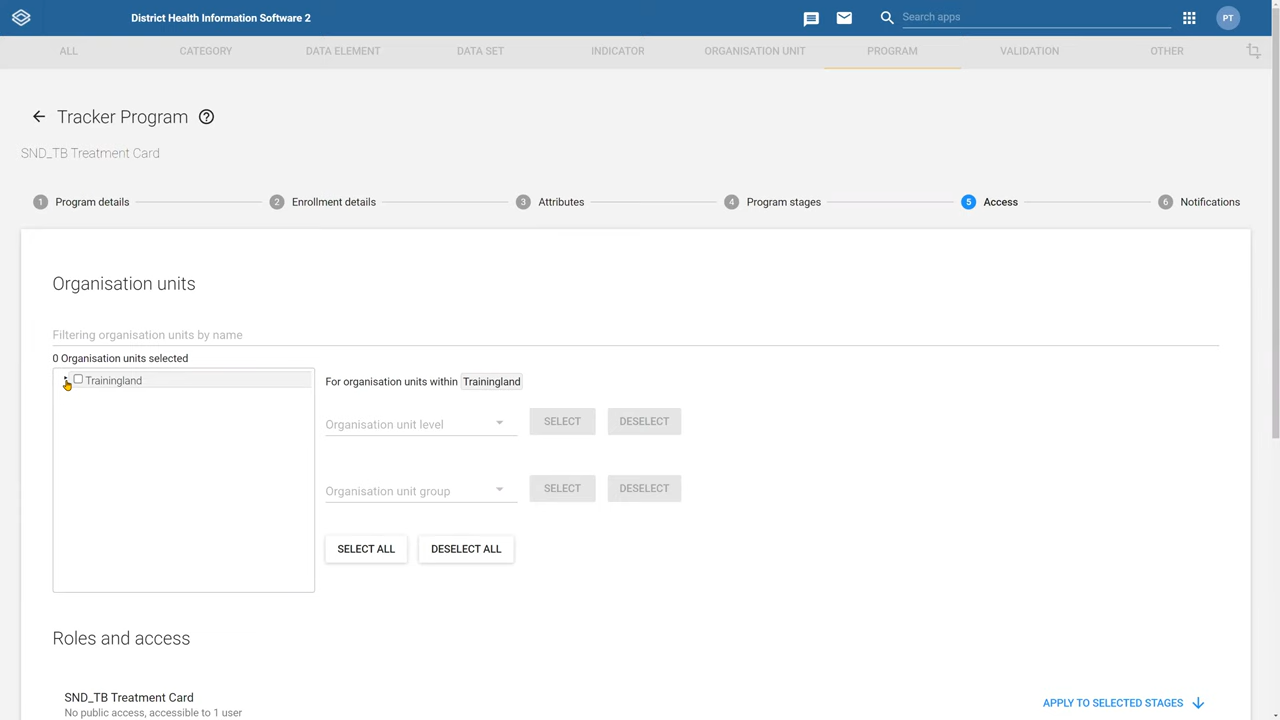 District Health Information Software 2
Search apps
PT
ALL
CATEGORY
DATA ELEMENT
DATA SET
INDICATOR
ORGANISATION UNIT
PROGRAM
VALIDATION
OTHER
Tracker Program
SND_TB Treatment Card
1 Program details
2 Enrollment details
3 Attributes
4 Program stages
5 Access
6 Notifications
Organisation units
Filtering organisation units by name
0 Organisation units selected
Trainingland
For organisation units within Trainingland
Organisation unit level
SELECT
DESELECT
Organisation unit group
SELECT
DESELECT
SELECT ALL
DESELECT ALL
Roles and access
SND_TB Treatment Card
No public access, accessible to 1 user
APPLY TO SELECTED STAGES